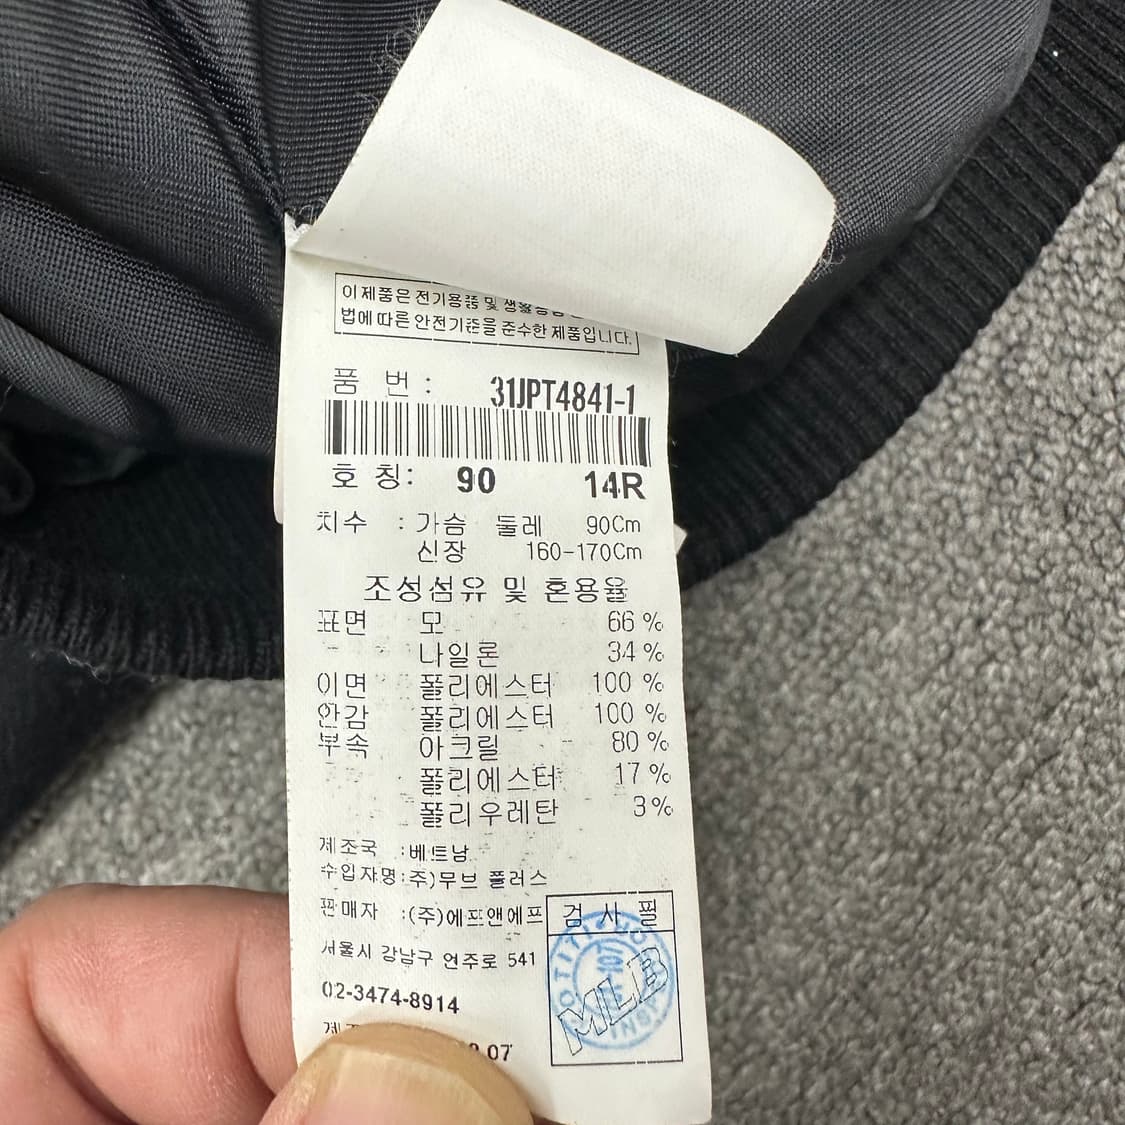 이 제품은 전기용품 및 생활용품
법에 따른 안전기준을 준수한 제품입니다.
품 번 : 31JPT4841-1
호 칭: 90 14R
치수 : 가슴 둘레 90Cm
신장 160-170Cm
조성섬유 및 혼용율
표면 모 66 %
나일론 34 %
이면 폴리에스터 100 %
안감 폴리에스터 100 %
부속 아크릴 80 %
폴리에스터 17 %
폴리우레탄 3 %
제조국 :베트남
수입자명:주)무브 플러스
판매자 :(주)에프앤에프
검 사 필
서울시 강남구 언주로 541
MLB
02-3474-8914
07